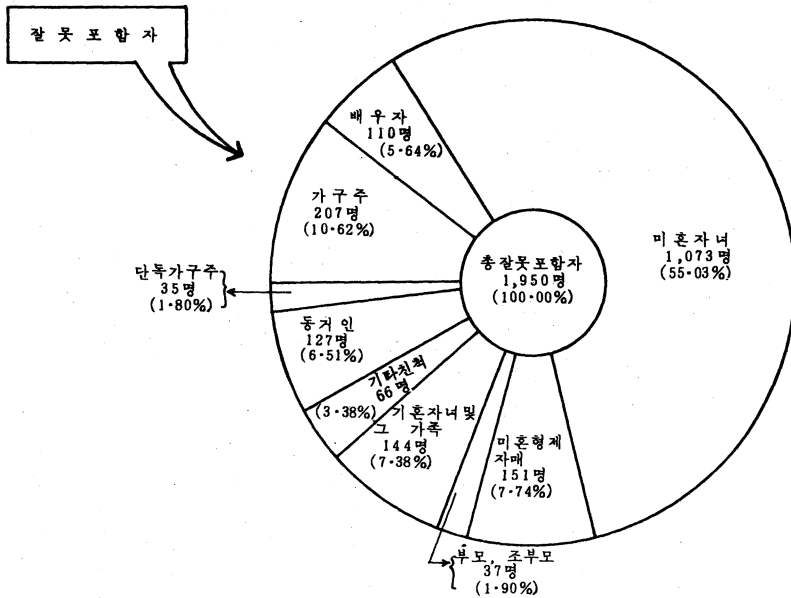 잘못포함자
배우자
110명
(5·64%)
가구주
207명
(10·62%)
단독가구주
35명
(1·80%)
동거인
127명
(6·51%)
기타친척
66명
(3·38%)
기혼자녀및
그 가족
144명
(7·38%)
부모, 조부모
37명
(1·90%)
미혼형제
자매
151명
(7·74%)
미혼자녀
1,073명
(55·03%)
총잘못포함자
1,950명
(100·00%)